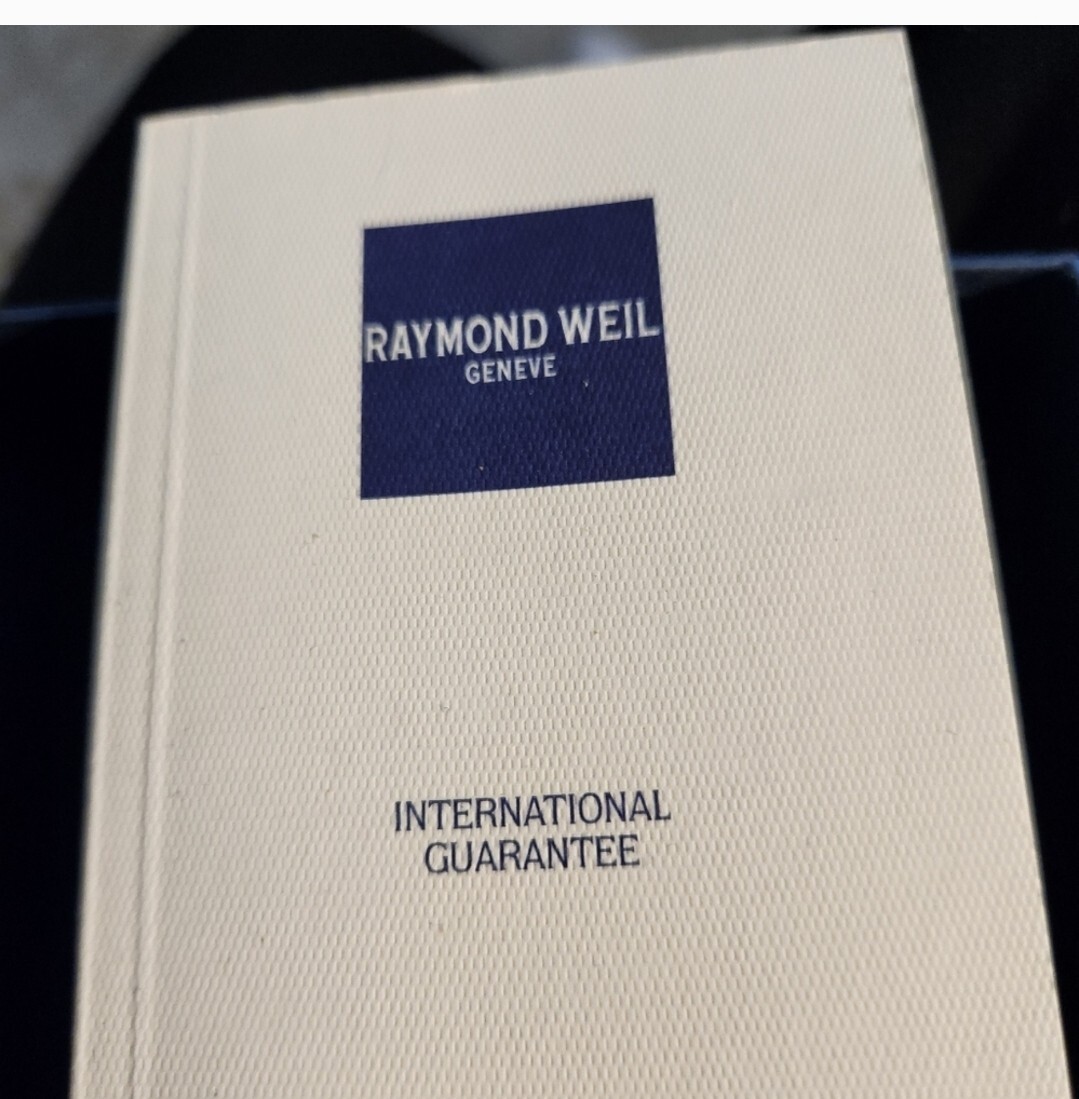 RAYMOND WEIL
GENEVE
INTERNATIONAL
GUARANTEE